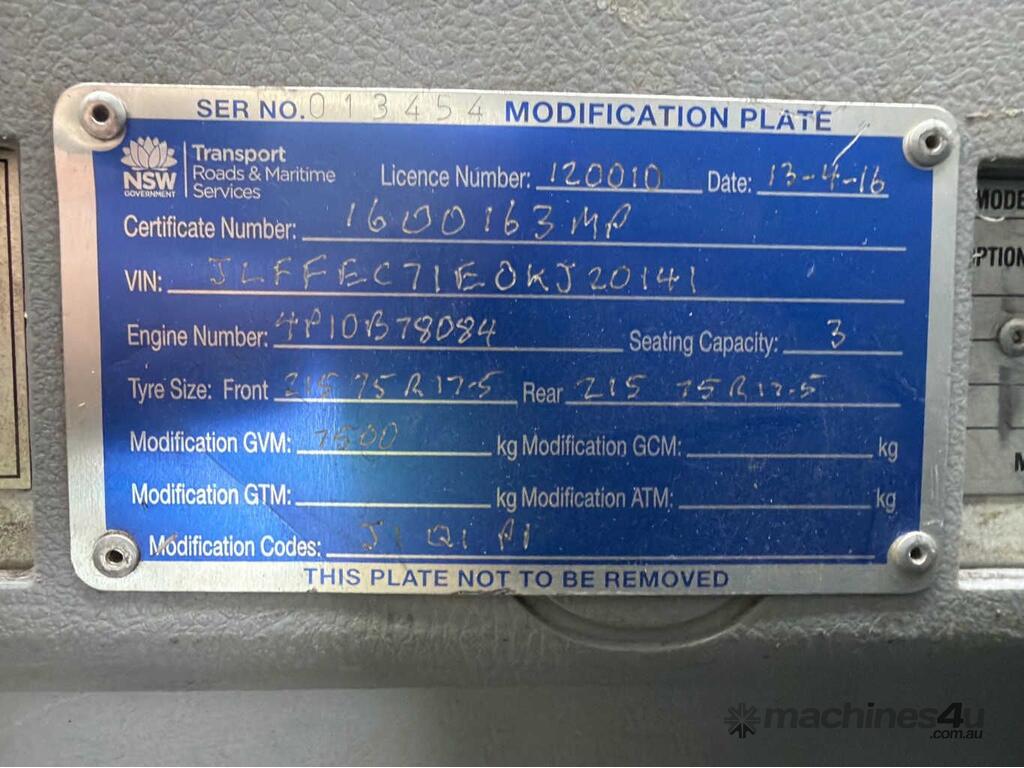 SER NO. 013454 MODIFICATION PLATE
NSW GOVERNMENT
Transport
Roads & Maritime
Services
Licence Number: 120010 Date: 13-4-16
Certificate Number: 1600163MP
VIN: JLFFEC71E0KJ20141
Engine Number: 4P10B78084 Seating Capacity: 3
Tyre Size: Front 215 75R17-5 Rear 215 75R17-5
Modification GVM: 7500 kg Modification GCM: kg
Modification GTM: kg Modification ATM: kg
Modification Codes: J1 Q1 P1
THIS PLATE NOT TO BE REMOVED
MODE
PTION
M
machines4u
.com.au